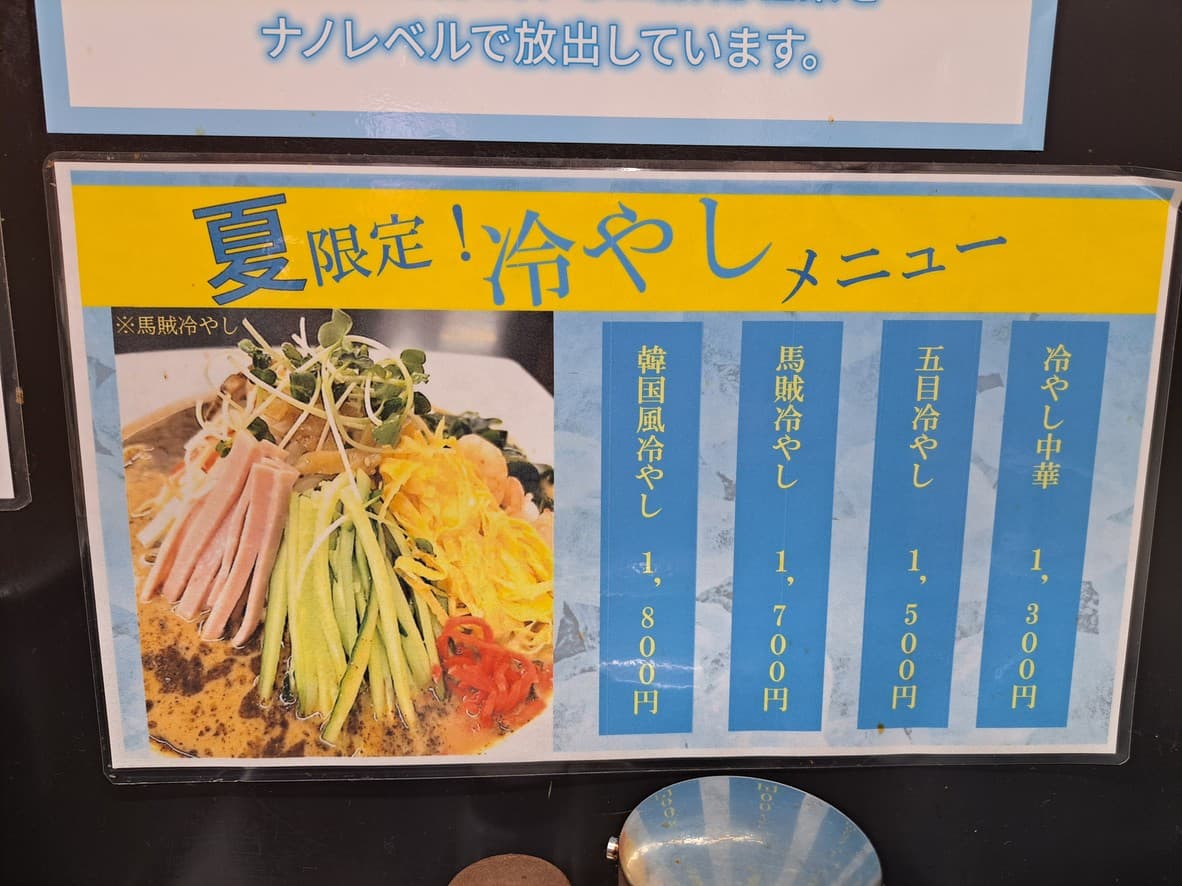 ナノレベルで放出しています。
夏限定！冷やしメニュー
※馬賊冷やし
冷やし中華 1,300円
五目冷やし 1,500円
馬賊冷やし 1,700円
韓国風冷やし 1,800円